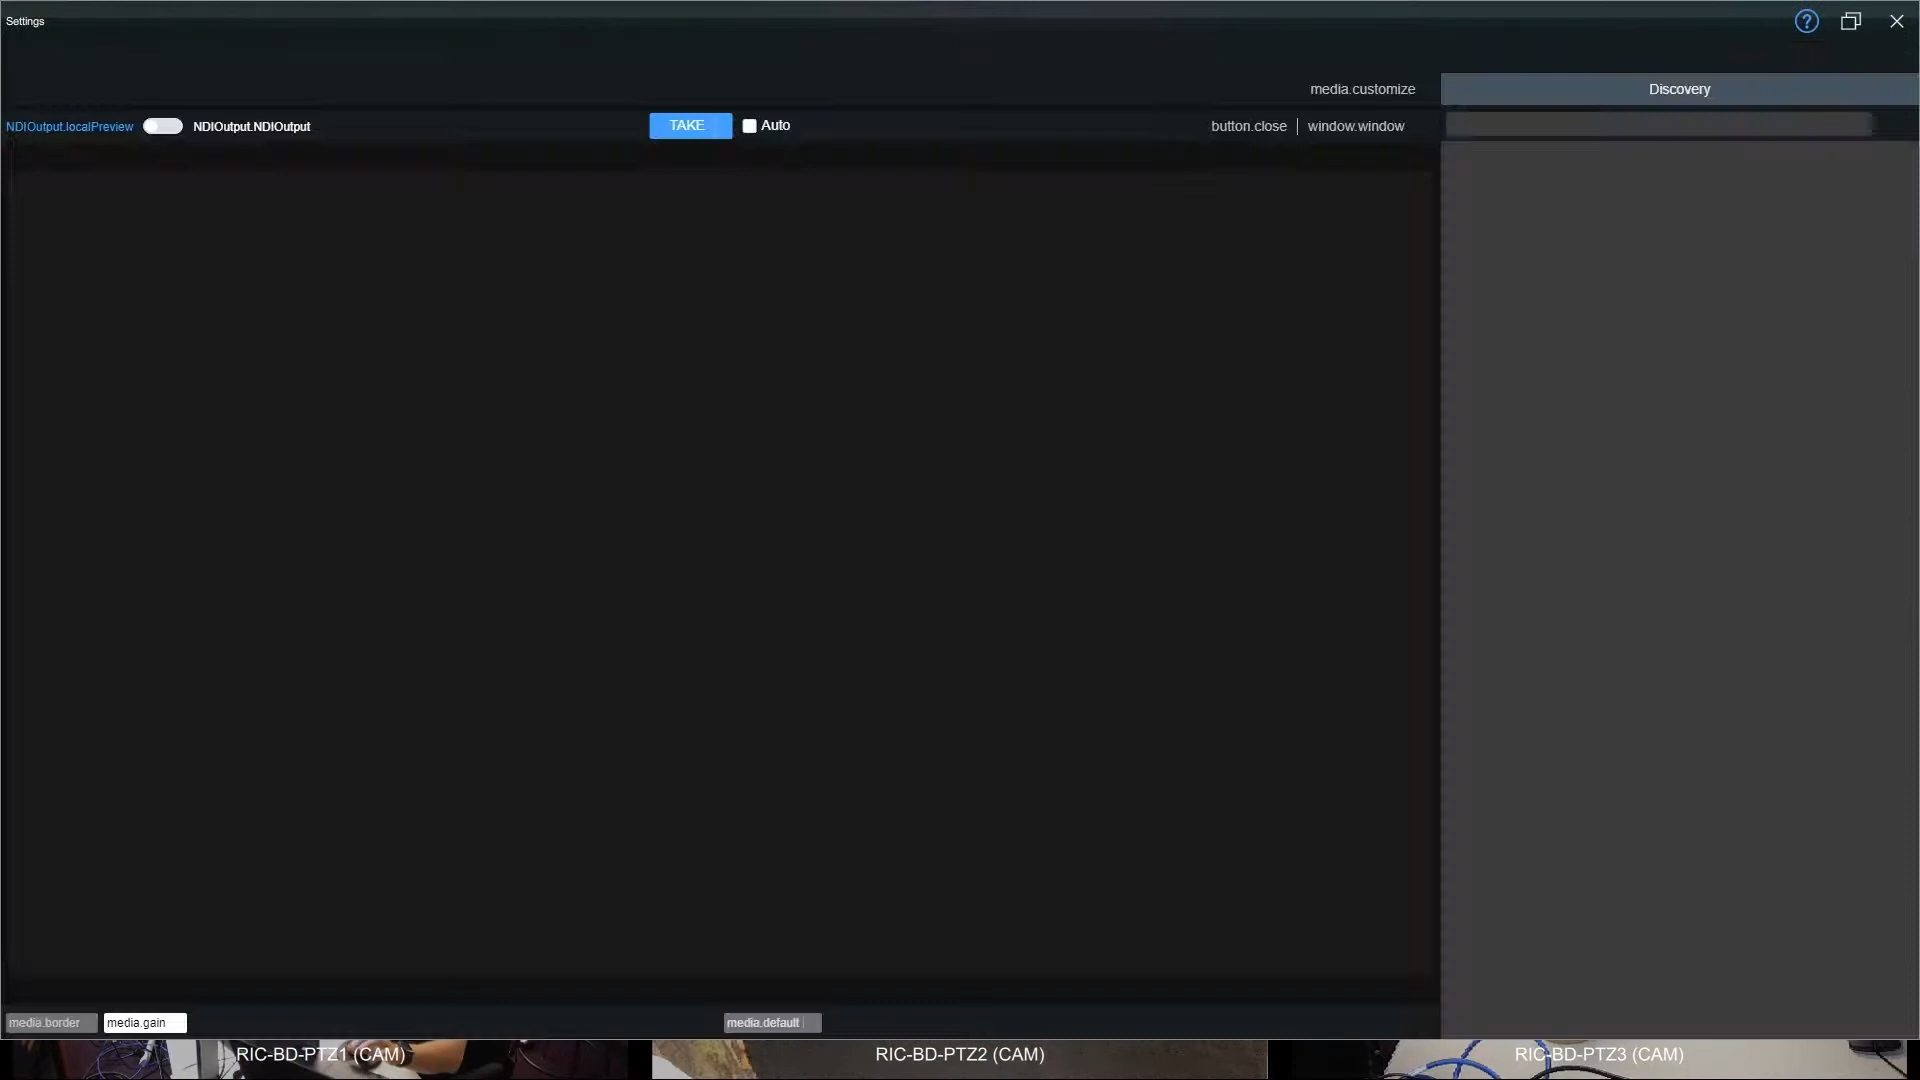 Settings
?
media.customize
Discovery
NDIOutput.localPreview NDIOutput.NDIOutput
TAKE Auto
button.close window.window
media.border media.gain
media.default
RIC-BD-PTZ1 (CAM)
RIC-BD-PTZ2 (CAM)
RIC-BD-PTZ3 (CAM)